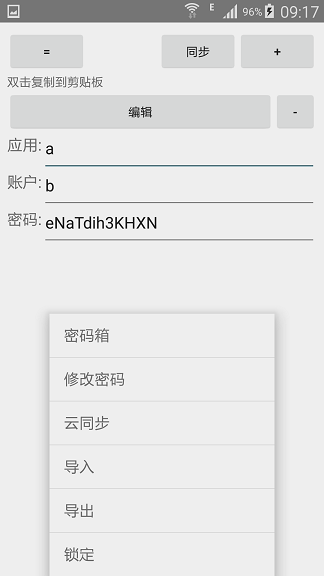 E 96% 09:17
= 同步 +
双击复制到剪贴板
编辑 -
应用: a
账户: b
密码: eNaTdih3KHXN
密码箱
修改密码
云同步
导入
导出
锁定